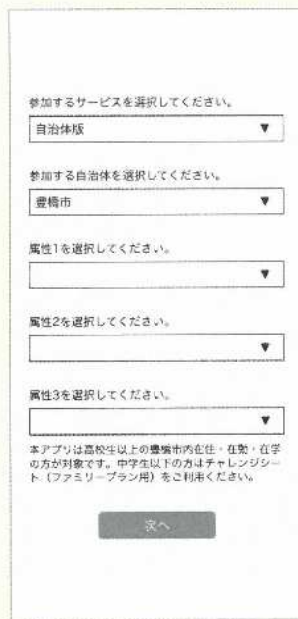 参加するサービスを選択してください。
自治体版 ▼
参加する自治体を選択してください。
豊橋市 ▼
属性1を選択してください。
▼
属性2を選択してください。
▼
属性3を選択してください。
▼
本アプリは高校生以上の豊橋市内在住・在勤・在学
の方が対象です。中学生以下の方はチャレンジシー
ト（ファミリープラン用）をご利用ください。
次へ